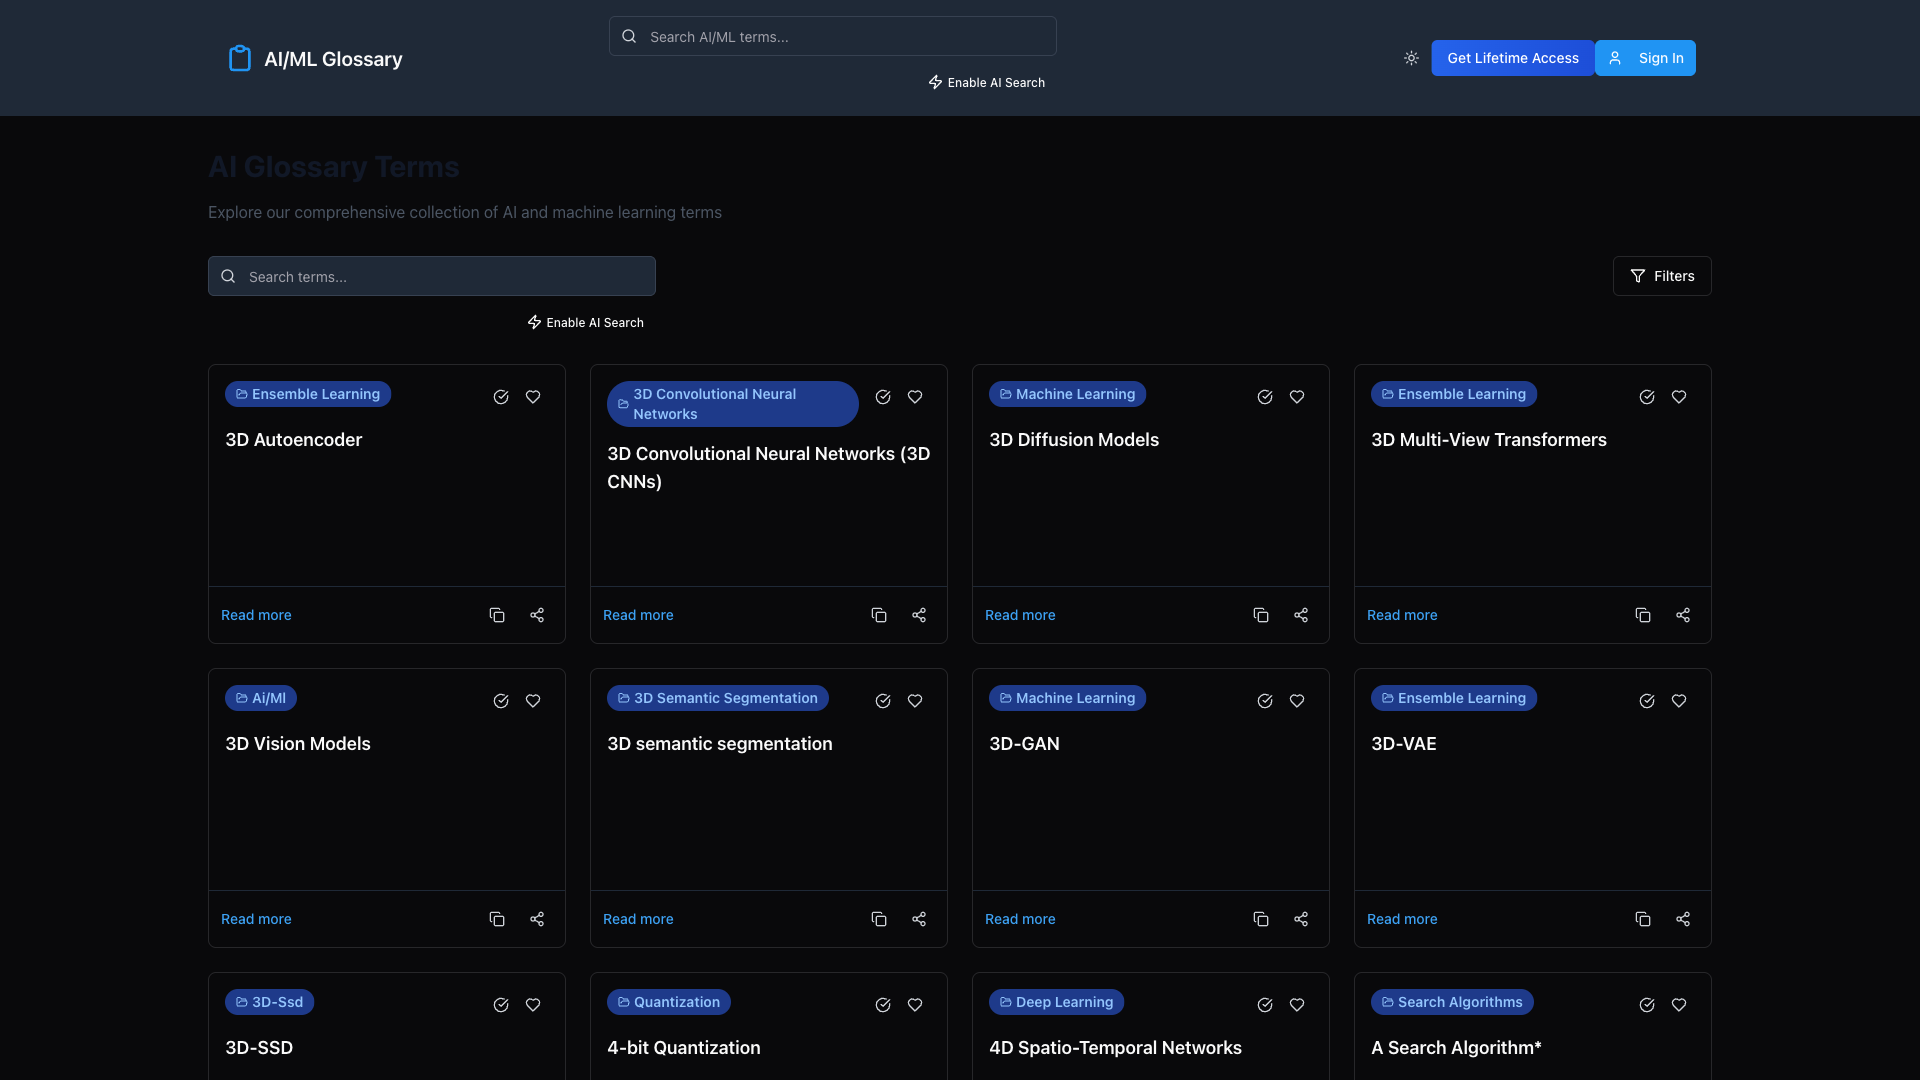 AI/ML Glossary
Search AI/ML terms...
Enable AI Search
Get Lifetime Access
Sign In
AI Glossary Terms
Explore our comprehensive collection of AI and machine learning terms
Search terms...
Filters
Enable AI Search
Ensemble Learning
3D Autoencoder
Read more
3D Convolutional Neural
Networks
3D Convolutional Neural Networks (3D
CNNs)
Read more
Machine Learning
3D Diffusion Models
Read more
Ensemble Learning
3D Multi-View Transformers
Read more
Ai/Ml
3D Vision Models
Read more
3D Semantic Segmentation
3D semantic segmentation
Read more
Machine Learning
3D-GAN
Read more
Ensemble Learning
3D-VAE
Read more
3D-Ssd
3D-SSD
Quantization
4-bit Quantization
Deep Learning
4D Spatio-Temporal Networks
Search Algorithms
A Search Algorithm*